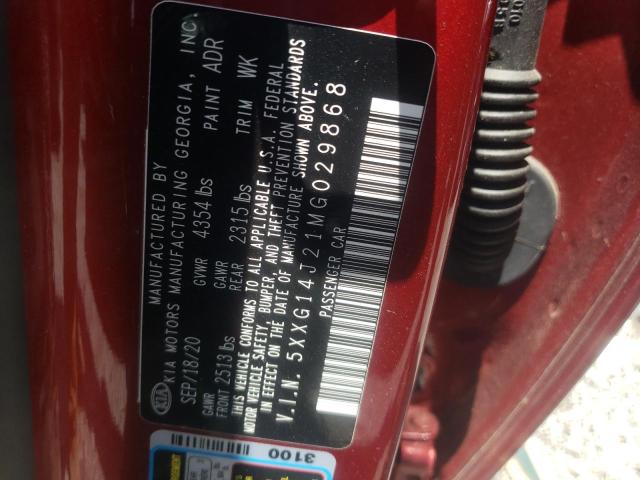 KIA
MANUFACTURED BY
KIA MOTORS MANUFACTURING GEORGIA, INC.
SEP/18/20 GVWR 4354 lbs PAINT ADR
GAWR FRONT 2513 lbs GAWR REAR 2315 lbs TRIM WK
THIS VEHICLE CONFORMS TO ALL APPLICABLE U.S.A. FEDERAL
MOTOR VEHICLE SAFETY, BUMPER, AND THEFT PREVENTION STANDARDS
IN EFFECT ON THE DATE OF MANUFACTURE SHOWN ABOVE.
V.I.N. 5XXG14J21MG029868
PASSENGER CAR
3100